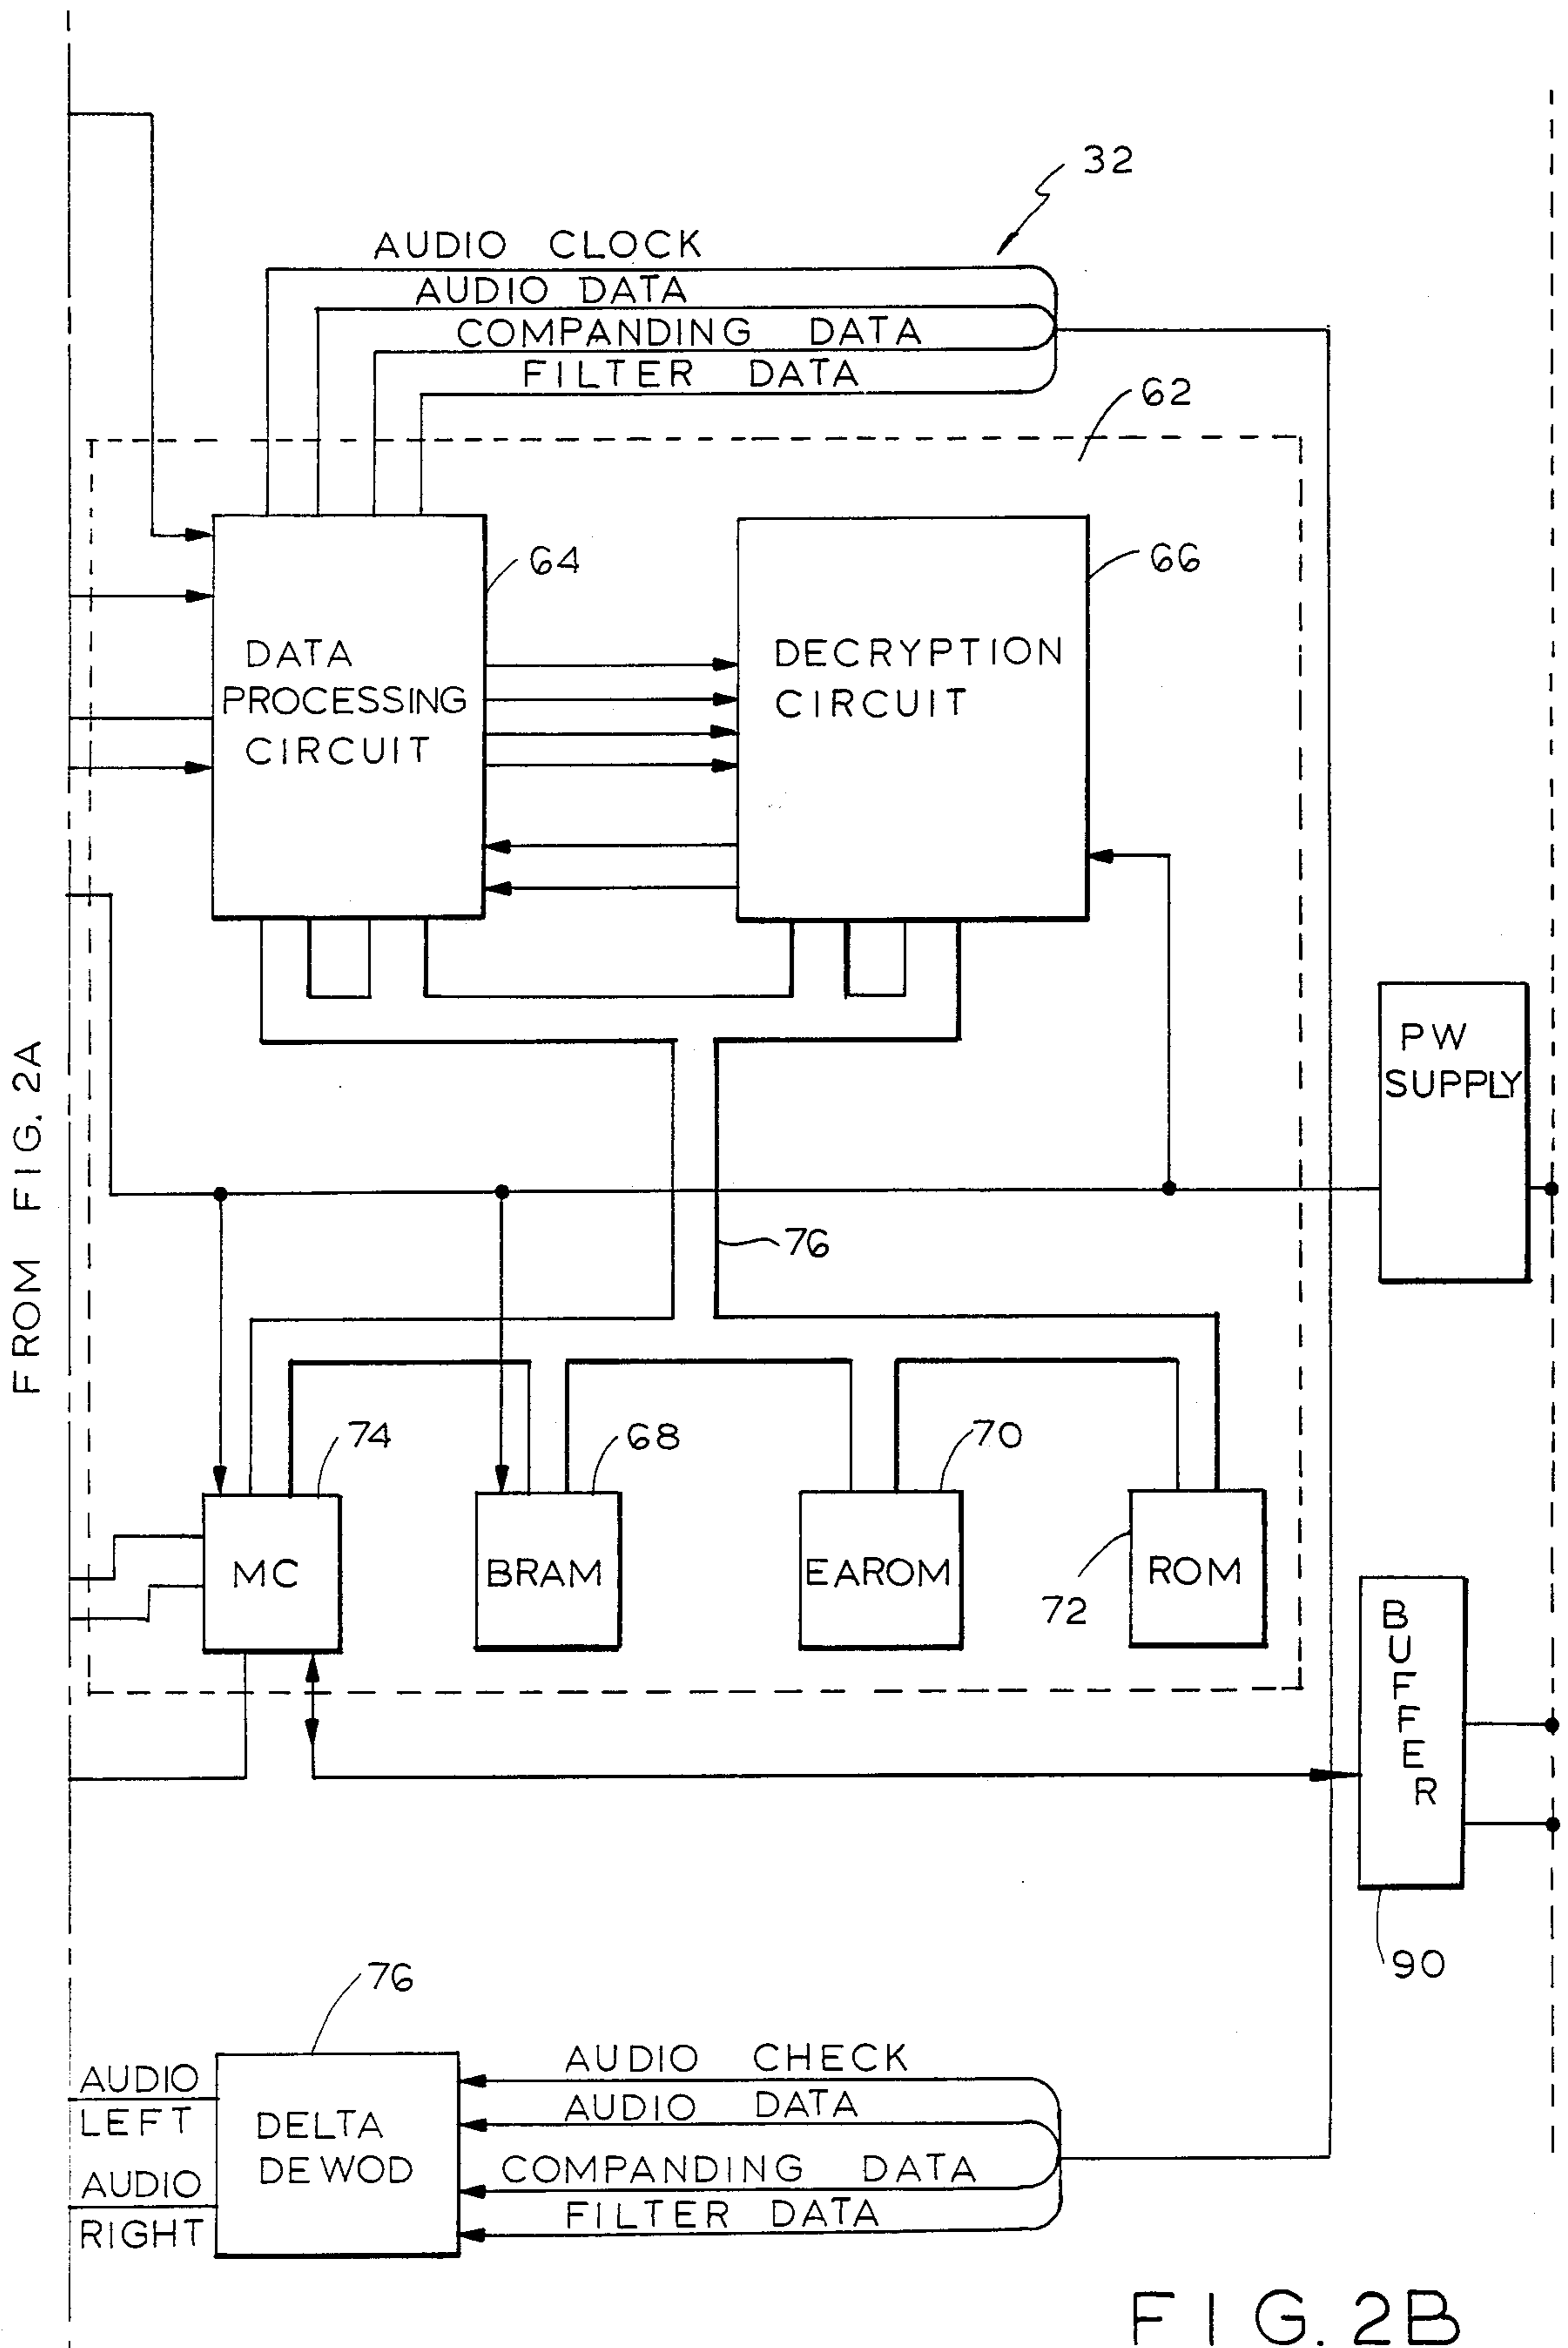 32
AUDIO CLOCK
AUDIO DATA
COMPANDING DATA
FILTER DATA
62
64
66
DATA
PROCESSING
CIRCUIT
DECRYPTION
CIRCUIT
PW
SUPPLY
FROM FIG. 2A
76
74
68
70
MC
BRAM
EAROM
ROM
72
BUFFER
90
76
AUDIO
LEFT
AUDIO
RIGHT
DELTA
DEWOD
AUDIO CHECK
AUDIO DATA
COMPANDING DATA
FILTER DATA
FIG. 2B